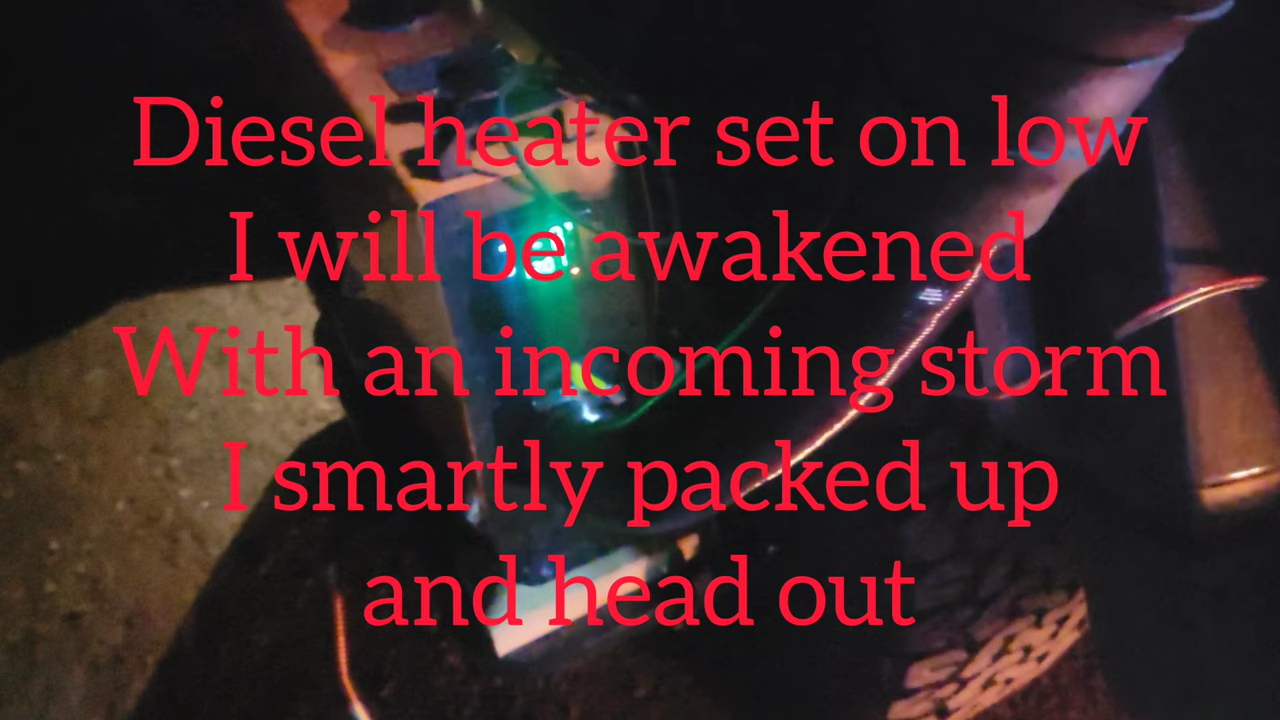 Diesel heater set on low
I will be awakened
With an incoming storm
I smartly packed up
and head out